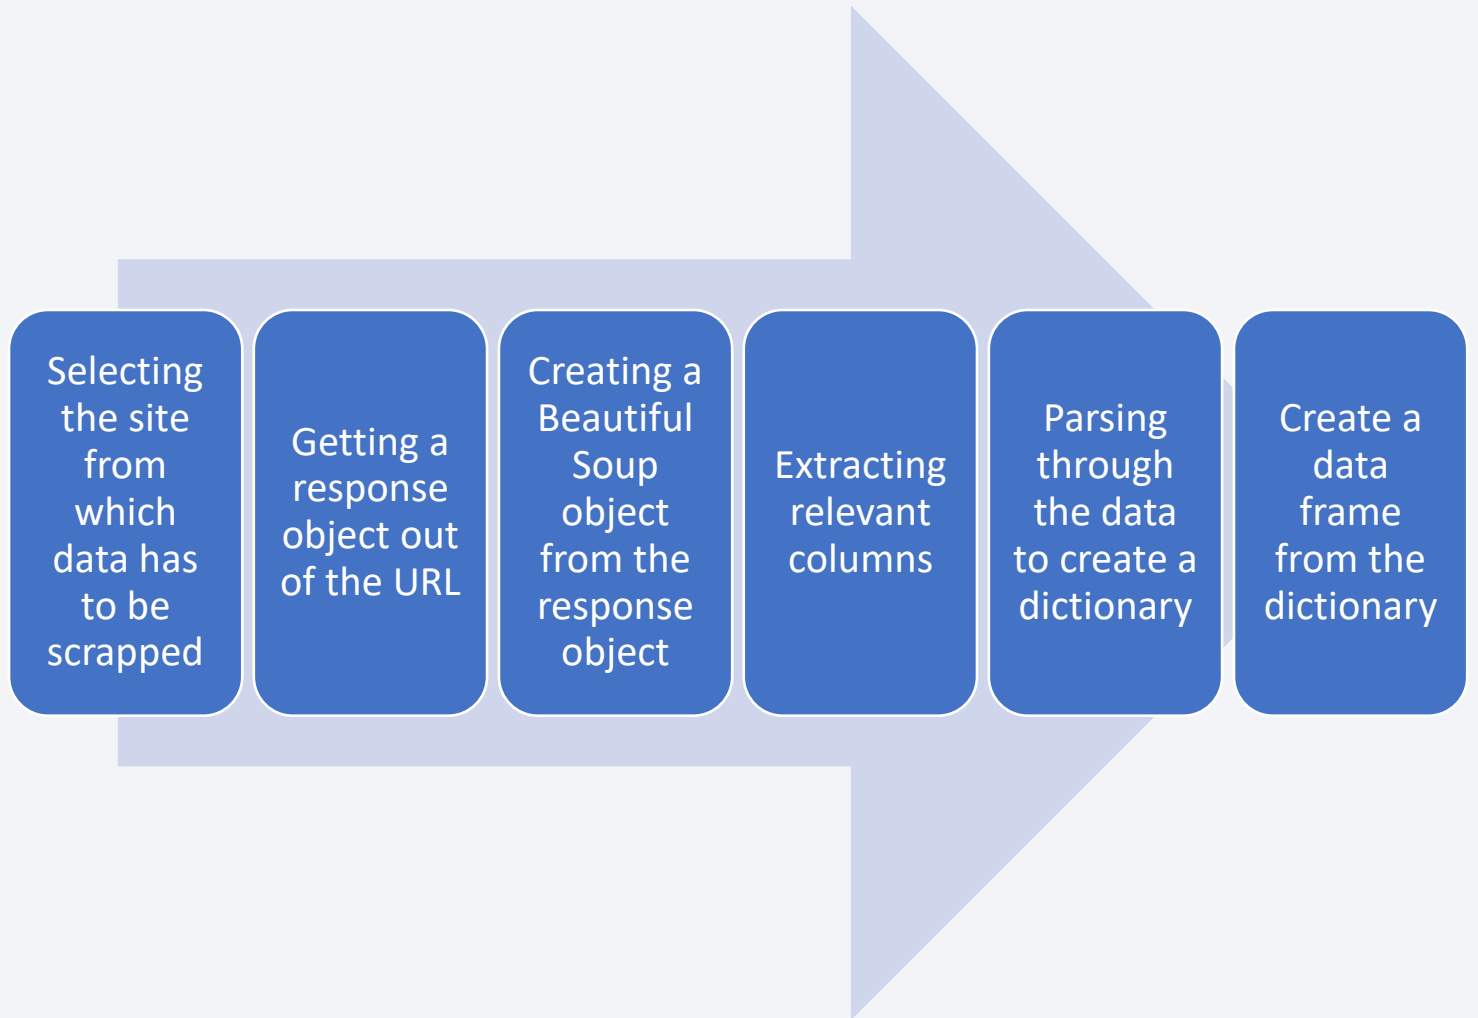 Selecting
the site
from
which
data has
to be
scrapped
Getting a
response
object out
of the URL
Creating a
Beautiful
Soup
object
from the
response
object
Extracting
relevant
columns
Parsing
through
the data
to create a
dictionary
Create a
data
frame
from the
dictionary